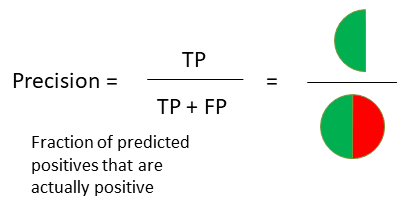 Precision =
TP
TP + FP
=
Fraction of predicted
positives that are
actually positive